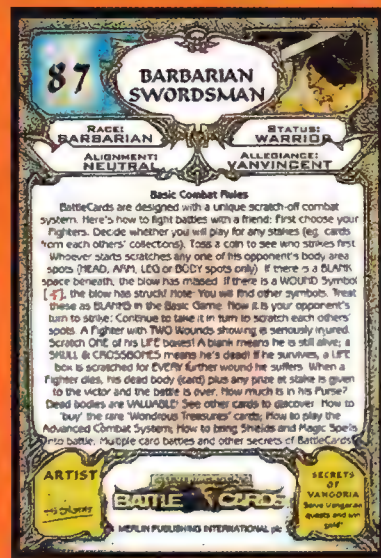 87
BARBARIAN
SWORDSMAN
RACE:
BARBARIAN
STATUS:
WARRIOR
ALIGNMENT:
NEUTRAL
ALLEGIANCE:
VANVINCENT
Basic Combat Rules
BattleCards are designed with a unique scratch-off combat
system. Here's how to fight battles with a friend: First choose your
Fighters. Decide whether you will play for any stakes (eg. cards
from each others' collections). Toss a coin to see who strikes first.
Whoever starts scratches any one of his opponent's body area
spots (HEAD, ARM, LEG or BODY spots only). If there is a BLANK
space beneath, the blow has missed. If there is a WOUND Symbol
[ ], the blow has struck! Note: You will find other symbols. Treat
these as BLANKS in the Basic Game. Now it is your opponent's
turn to strike. Continue to take it in turn to scratch each others'
spots. A Fighter with TWO Wounds showing is seriously injured.
Scratch ONE of his LIFE boxes! A blank means he is still alive; a
SKULL & CROSSBONES means he's dead! If he survives, a LIFE
box is scratched for EVERY further wound he suffers. When a
Fighter dies, his dead body (card) plus any prize at stake is given
to the victor and the battle is over. How much is in his Purse?
Dead bodies are VALUABLE! See other cards to discover: How to
'buy' the rare 'Wondrous Treasures' cards; How to play the
Advanced Combat System; How to bring Shields and Magic Spells
into battle; Multiple card battles and other secrets of BattleCards.
ARTIST
BATTLE CARDS
© MERLIN PUBLISHING INTERNATIONAL plc
SECRETS
OF
VANGORIA
Serve Vangorian
quests and win
gold!